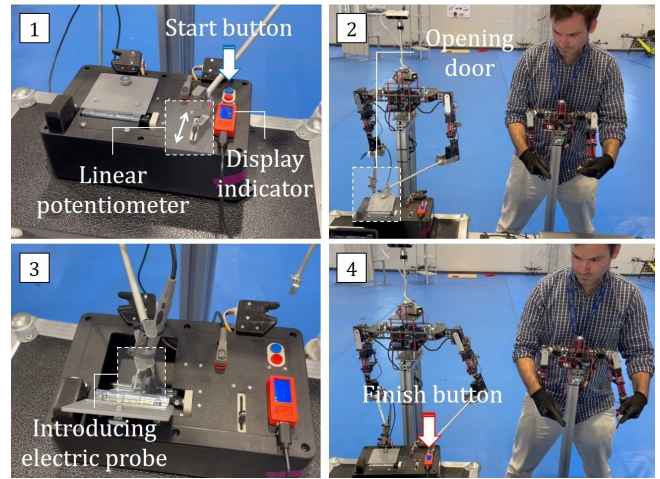 1
Start button
Linear
potentiometer
Display
indicator
2
Opening
door
3
Introducing
electric probe
4
Finish button